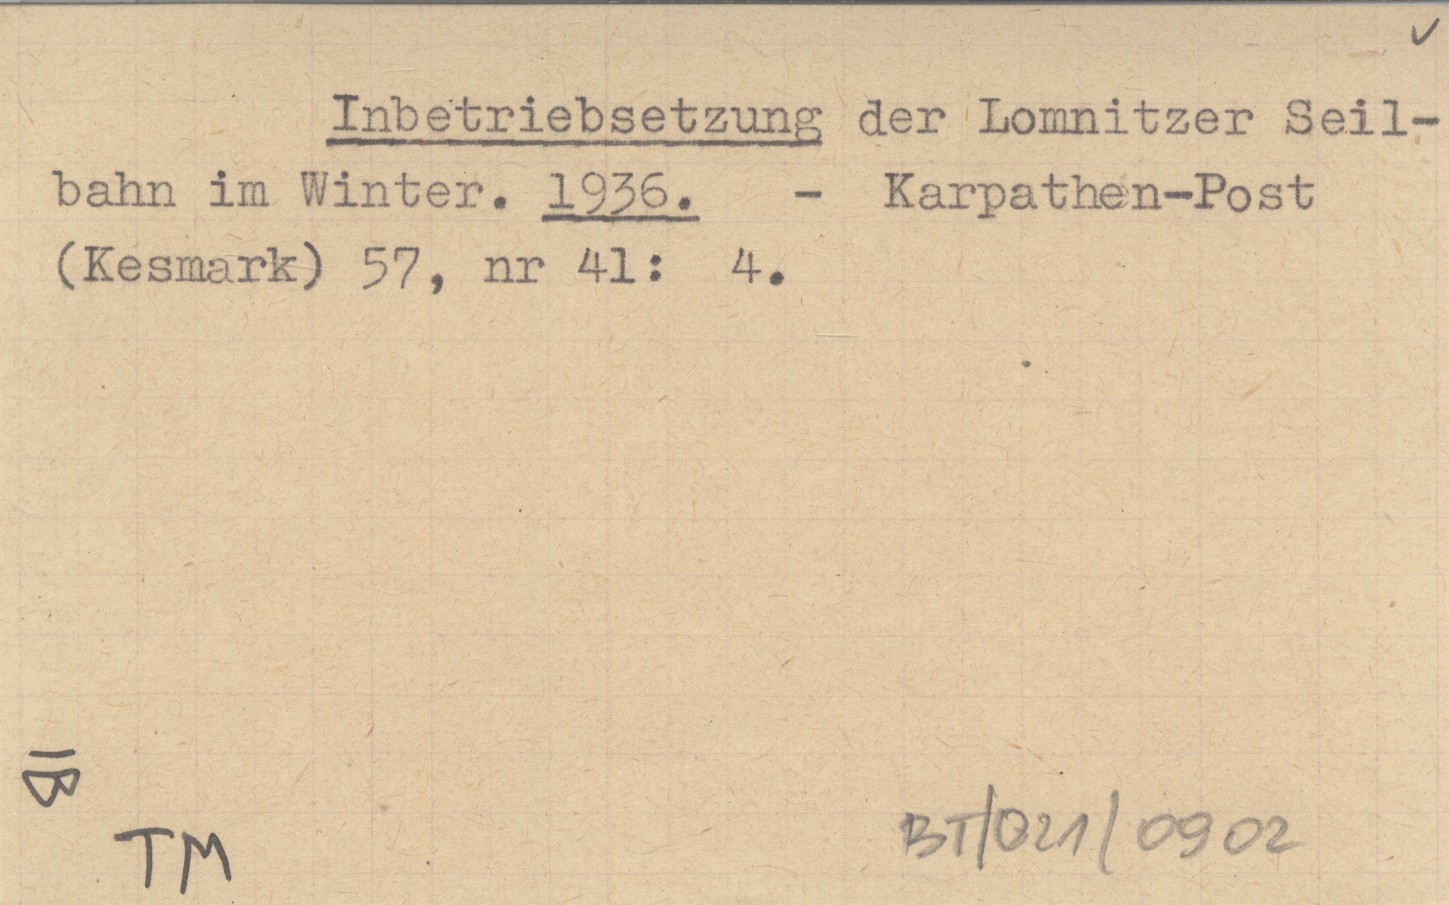 Inbetriebsetzung der Lomnitzer Seil-
bahn im Winter. 1936. - Karpathen-Post
(Kesmark) 57, nr 41: 4.
TM
BT/021/0902